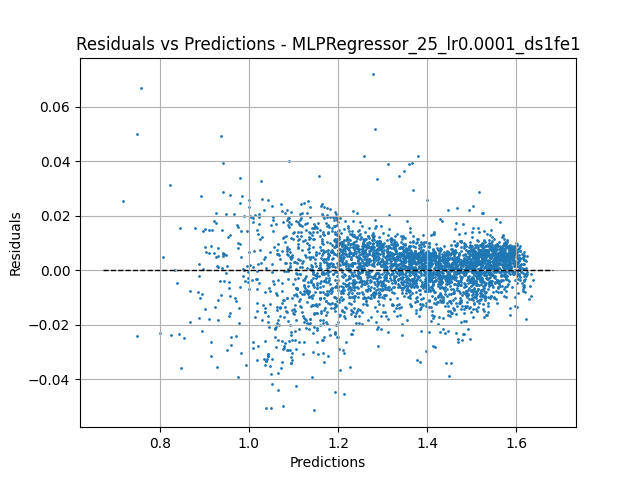 Residuals vs Predictions - MLPRegressor_25_lr0.0001_ds1fe1
0.06
0.04
0.02
0.00
−0.02
−0.04
Residuals
0.8 1.0 1.2 1.4 1.6
Predictions